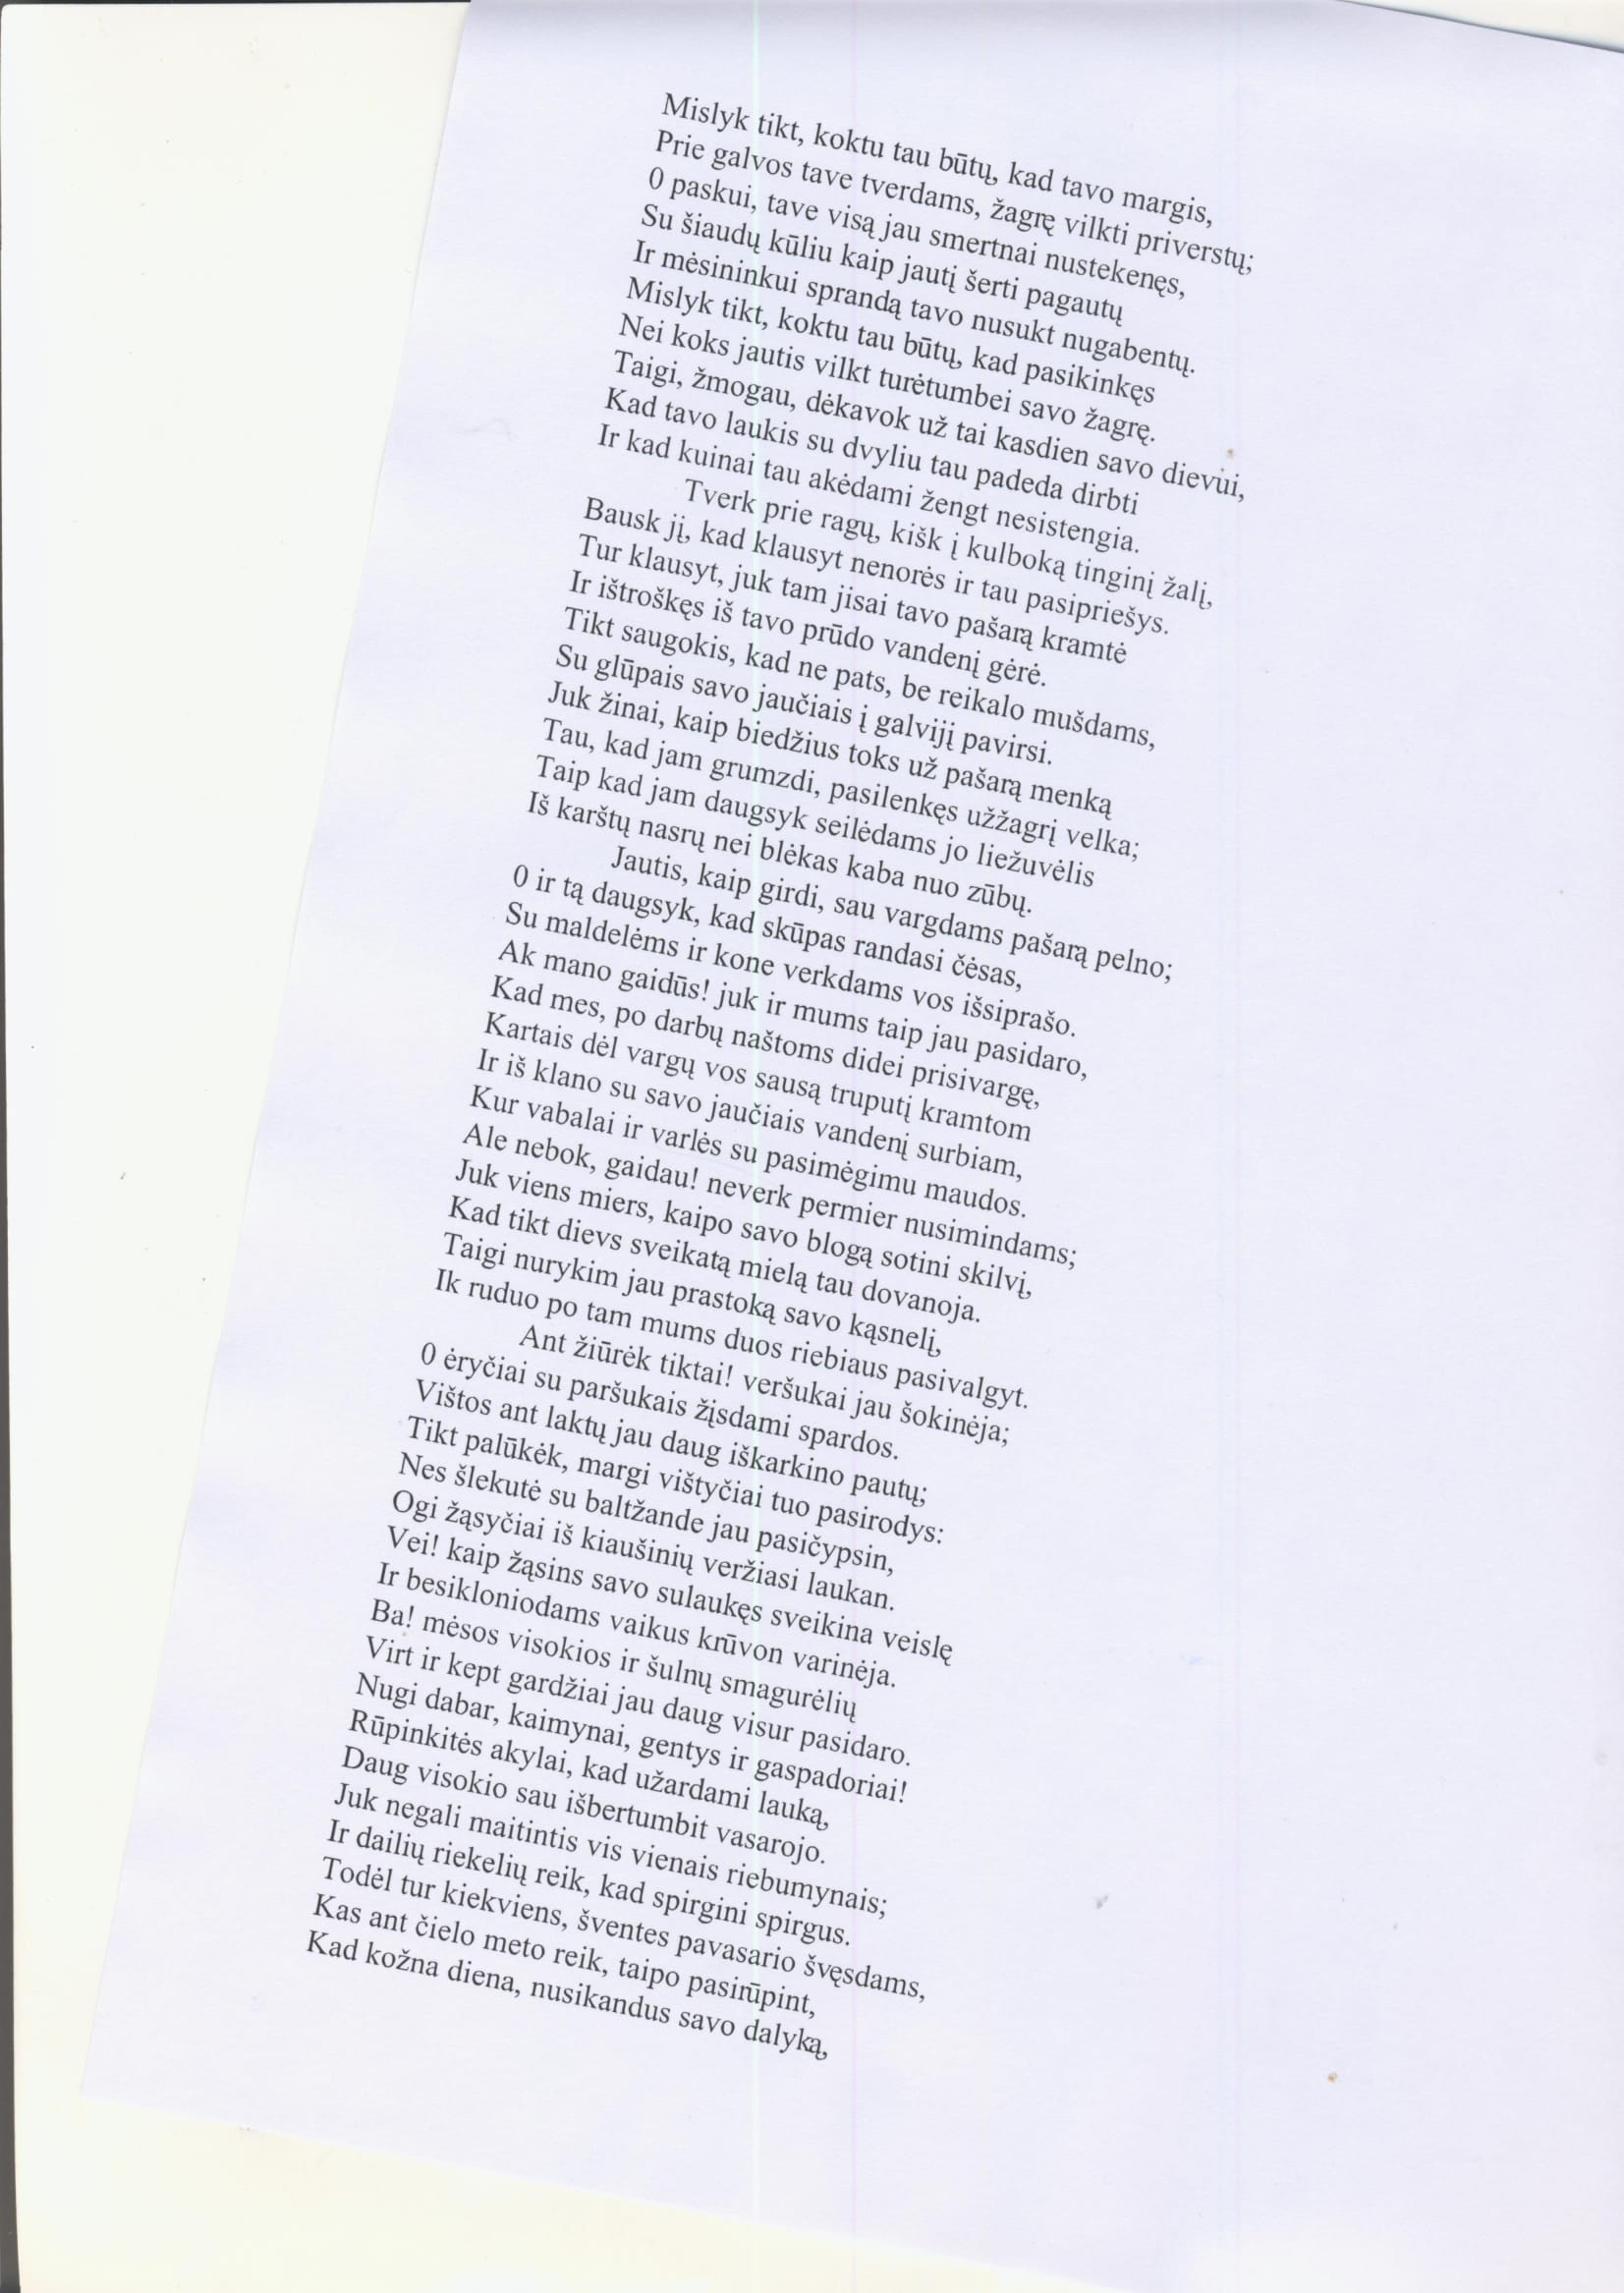 Mislyk tikt, koktu tau būtų, kad tavo margis,
Prie galvos tave tverdams, žagrę vilkti priverstų;
0 paskui, tave visą jau smertnai nustekenęs,
Su šiaudų kūliu kaip jautį šerti pagautų
Ir mėsininkui sprandą tavo nusukt nugabentų.
Mislyk tikt, koktu tau būtų, kad pasikinkęs
Nei koks jautis vilkt turėtumbei savo žagrę.
Taigi, žmogau, dėkavok už tai kasdien savo dievui,
Kad tavo laukis su dvyliu tau padeda dirbti
Ir kad kuinai tau akėdami žengt nesistengia.
Tverk prie ragų, kišk į kulboką tinginį žalį,
Bausk jį, kad klausyt nenorės ir tau pasipriešys.
Tur klausyt, juk tam jisai tavo pašarą kramtė
Ir ištroškęs iš tavo prūdo vandenį gėrė.
Tikt saugokis, kad ne pats, be reikalo mušdams,
Su glūpais savo jaučiais į galvijį pavirsi.
Juk žinai, kaip biedžius toks už pašarą menką
Tau, kad jam grumzdi, pasilenkęs užžagrį velka;
Taip kad jam daugsyk seilėdams jo liežuvėlis
Iš karštų nasrų nei blėkas kaba nuo zūbų.
Jautis, kaip girdi, sau vargdams pašarą pelno;
0 ir tą daugsyk, kad skūpas randasi čėsas,
Su maldelėms ir kone verkdams vos išsiprašo.
Ak mano gaidūs! juk ir mums taip jau pasidaro,
Kad mes, po darbų naštoms didei prisivargę,
Kartais dėl vargų vos sausą truputį kramtom
Ir iš klano su savo jaučiais vandenį surbiam,
Kur vabalai ir varlės su pasimėgimu maudos.
Ale nebok, gaidau! neverk permier nusimindams;
Juk viens miers, kaipo savo blogą sotini skilvį,
Kad tikt dievs sveikatą mielą tau dovanoja.
Taigi nurykim jau prastoką savo kąsnelį,
Ik ruduo po tam mums duos riebiaus pasivalgyt.
Ant žiūrėk tiktai! veršukai jau šokinėja;
0 ėryčiai su paršukais žįsdami spardos.
Vištos ant laktų jau daug iškarkino pautų;
Tikt palūkėk, margi vištyčiai tuo pasirodys:
Nes šlekutė su baltžande jau pasičypsin,
Ogi žąsyčiai iš kiaušinių veržiasi laukan.
Vei! kaip žąsins savo sulaukęs sveikina veislę
Ir besikloniodams vaikus krūvon varinėja.
Ba! mėsos visokios ir šulnų smagurėlių
Virt ir kept gardžiai jau daug visur pasidaro.
Nugi dabar, kaimynai, gentys ir gaspadoriai!
Rūpinkitės akylai, kad užardami lauką,
Daug visokio sau išbertumbit vasarojo.
Juk negali maitintis vis vienais riebumynais;
Ir dailių riekelių reik, kad spirgini spirgus.
Todėl tur kiekviens, šventes pavasario švęsdams,
Kas ant čielo meto reik, taipo pasirūpint,
Kad kožna diena, nusikandus savo dalyką,